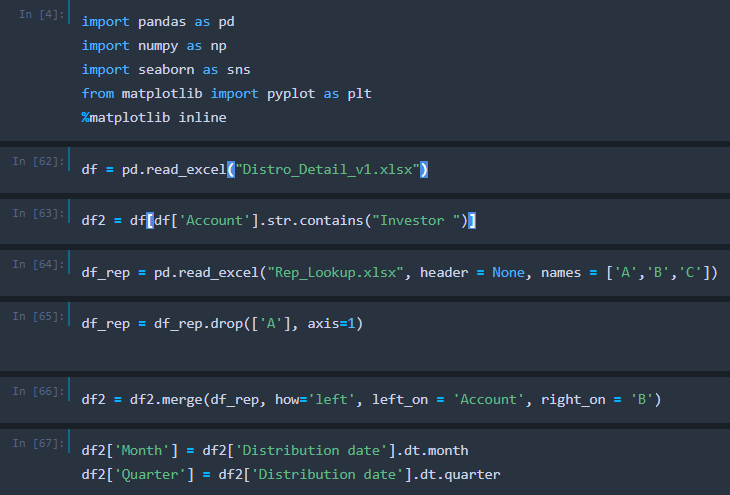 In [4]:
import pandas as pd
import numpy as np
import seaborn as sns
from matplotlib import pyplot as plt
%matplotlib inline
In [62]:
df = pd.read_excel("Distro_Detail_v1.xlsx")
In [63]:
df2 = df[df['Account'].str.contains("Investor ")]
In [64]:
df_rep = pd.read_excel("Rep_Lookup.xlsx", header = None, names = ['A','B','C'])
In [65]:
df_rep = df_rep.drop(['A'], axis=1)
In [66]:
df2 = df2.merge(df_rep, how='left', left_on = 'Account', right_on = 'B')
In [67]:
df2['Month'] = df2['Distribution date'].dt.month
df2['Quarter'] = df2['Distribution date'].dt.quarter